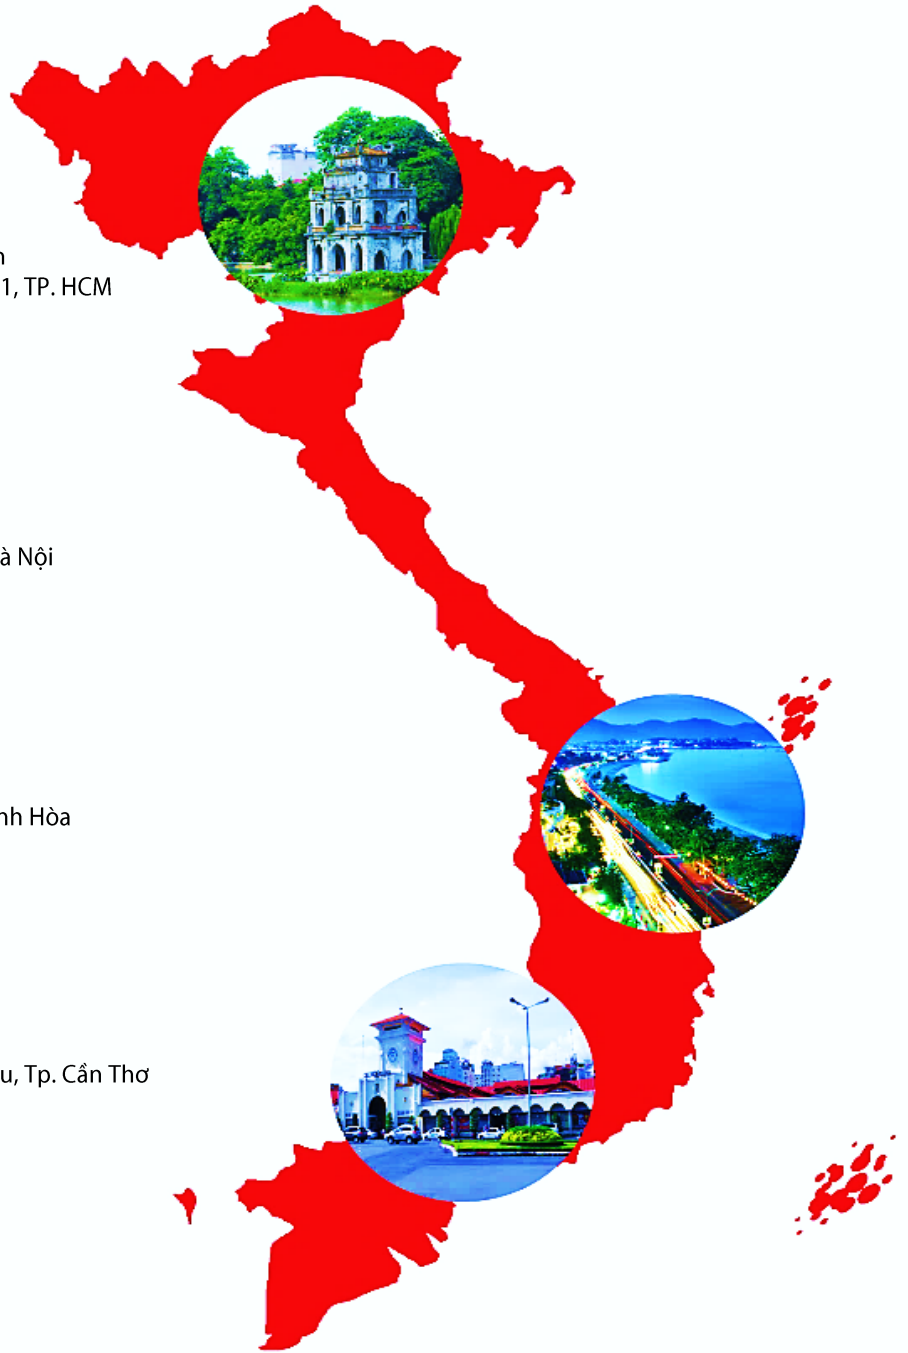 n
1, TP. HCM
à Nội
nh Hòa
u, Tp. Cần Thơ